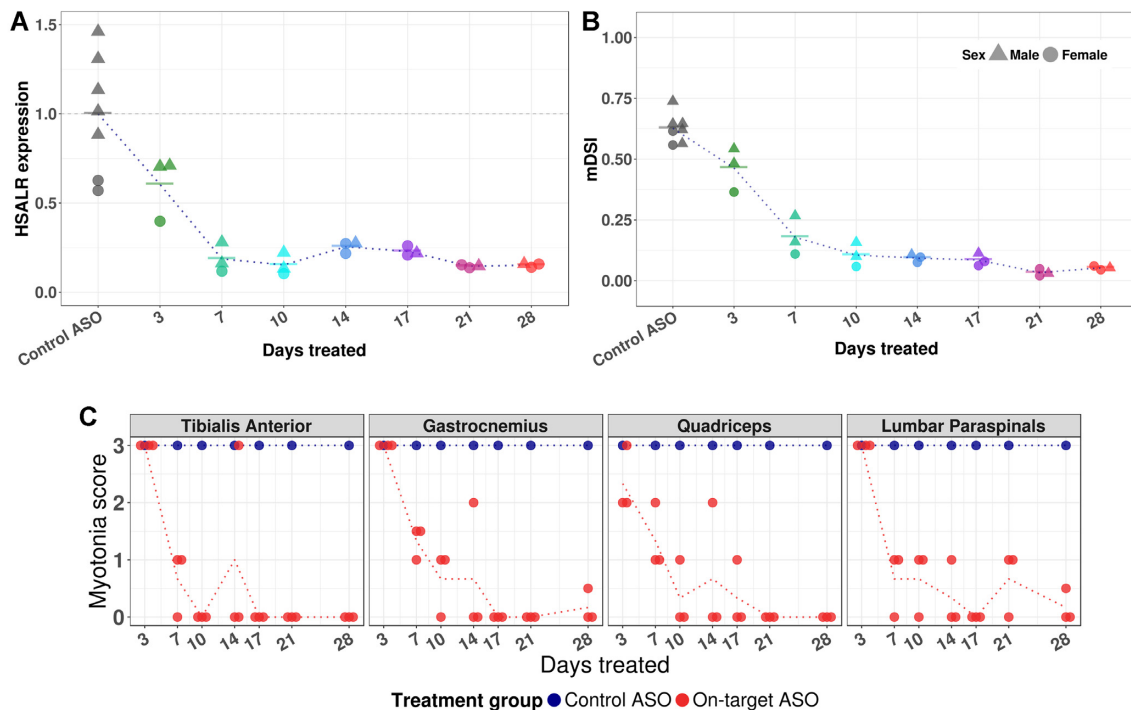 A
HSALR expression
1.5
1.0
0.5
0.0
Control ASO
3
7
10
14
17
21
28
Days treated
B
mDSI
1.00
0.75
0.50
0.25
0.00
Sex Male Female
Control ASO
3
7
10
14
17
21
28
Days treated
C
Tibialis Anterior
Gastrocnemius
Quadriceps
Lumbar Paraspinals
Myotonia score
3
2
1
0
3 7 10 14 17 21 28
3 7 10 14 17 21 28
3 7 10 14 17 21 28
3 7 10 14 17 21 28
Days treated
Treatment group Control ASO On-target ASO